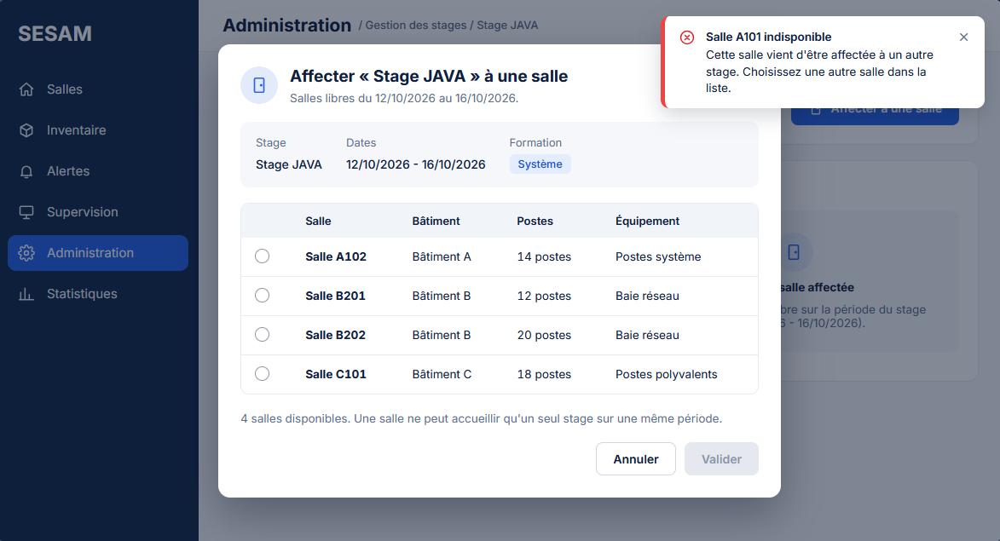 SESAM
Salles
Inventaire
Alertes
Supervision
Administration
Statistiques
Administration / Gestion des stages / Stage JAVA
Salle A101 indisponible
Cette salle vient d'être affectée à un autre
stage. Choisissez une autre salle dans la
liste.
Affecter à une salle
Affecter « Stage JAVA » à une salle
Salles libres du 12/10/2026 au 16/10/2026.
Stage Dates Formation
Stage JAVA 12/10/2026 - 16/10/2026 Système
Salle Bâtiment Postes Équipement
Salle A102 Bâtiment A 14 postes Postes système
Salle B201 Bâtiment B 12 postes Baie réseau
Salle B202 Bâtiment B 20 postes Baie réseau
Salle C101 Bâtiment C 18 postes Postes polyvalents
4 salles disponibles. Une salle ne peut accueillir qu'un seul stage sur une même période.
Annuler Valider
salle affectée
sur la période du stage
- 16/10/2026).